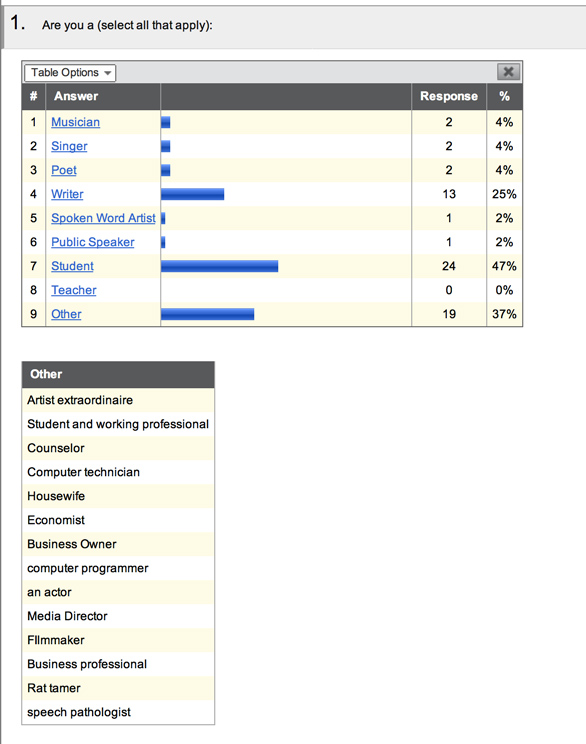 1. Are you a (select all that apply):
Table Options
# Answer Response %
1 Musician 2 4%
2 Singer 2 4%
3 Poet 2 4%
4 Writer 13 25%
5 Spoken Word Artist 1 2%
6 Public Speaker 1 2%
7 Student 24 47%
8 Teacher 0 0%
9 Other 19 37%
Other
Artist extraordinaire
Student and working professional
Counselor
Computer technician
Housewife
Economist
Business Owner
computer programmer
an actor
Media Director
FIlmmaker
Business professional
Rat tamer
speech pathologist